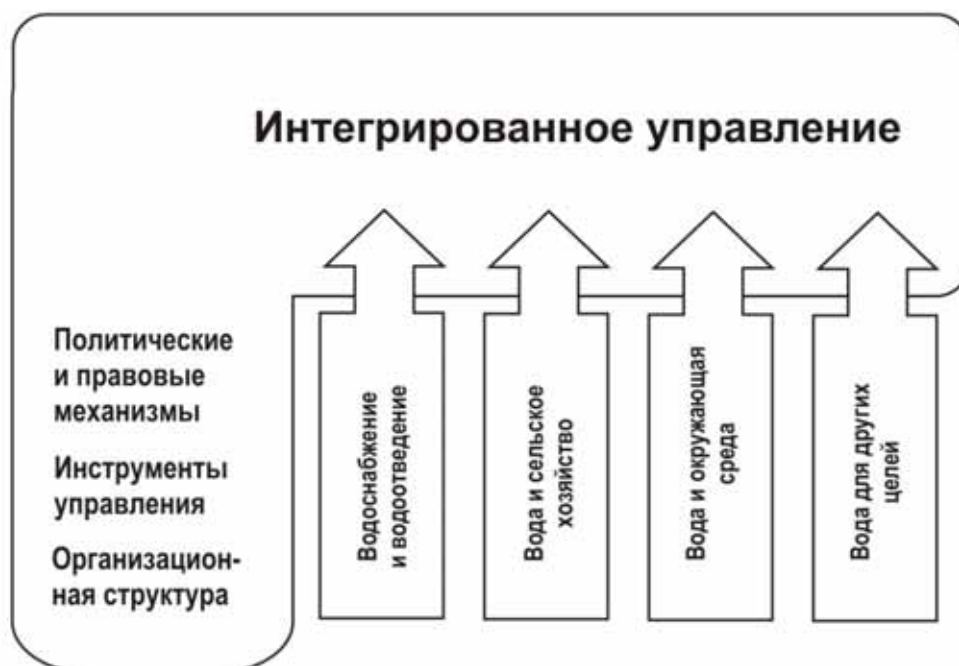 Интегрированное управление
Политические
и правовые
механизмы
Инструменты
управления
Организацион-
ная структура
Водоснабжение
и водоотведение
Вода и сельское
хозяйство
Вода и окружающая
среда
Вода для других
целей